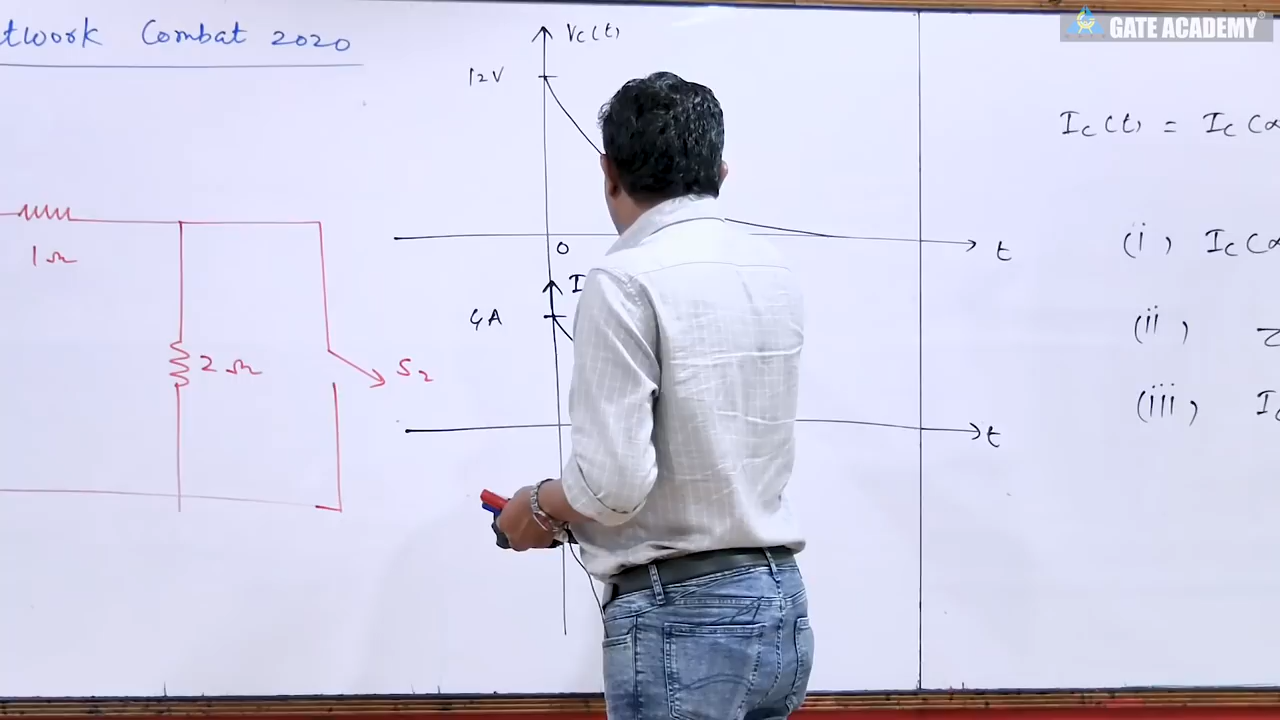 GATE ACADEMY
twork Combat 2020
Vc(t)
12V
0
t
1Ω
2Ω
S2
I
4A
t
Ic(t) = Ic(∞
(i) Ic(∞
(ii) τ
(iii)